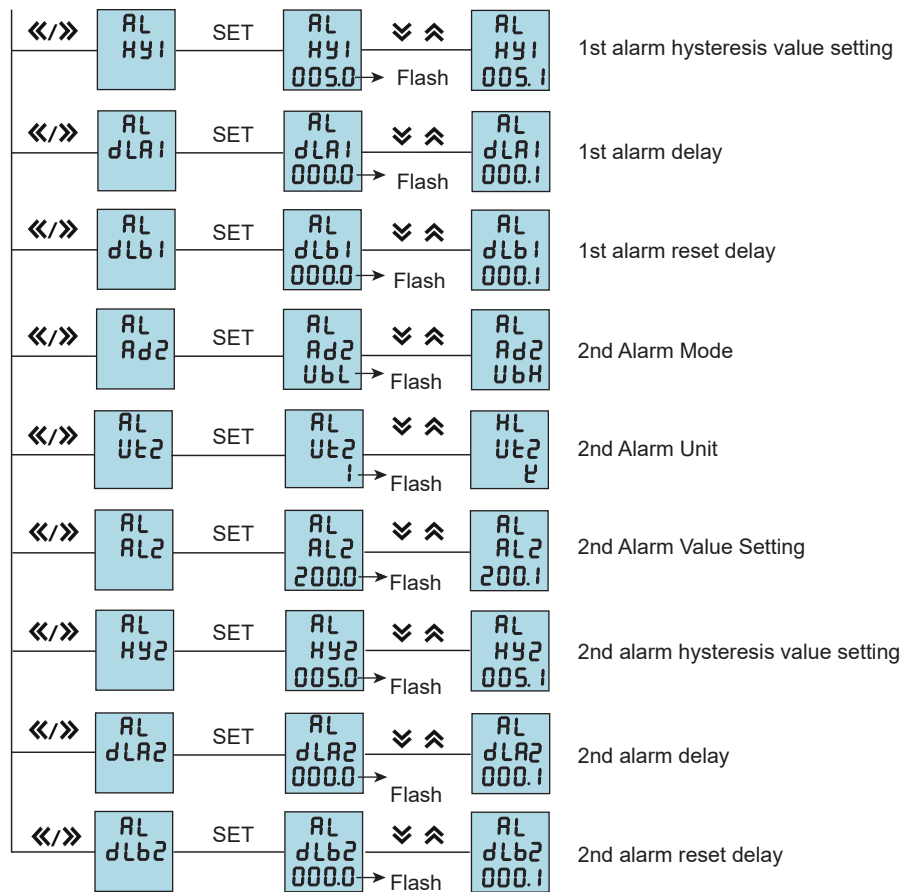 «/» AL HY1 SET AL HY1 005.0 Flash AL HY1 005.1 1st alarm hysteresis value setting
«/» AL dLA1 SET AL dLA1 000.0 Flash AL dLA1 000.1 1st alarm delay
«/» AL dLb1 SET AL dLb1 000.0 Flash AL dLb1 000.1 1st alarm reset delay
«/» AL Ad2 SET AL Ad2 UbL Flash AL Ad2 UbH 2nd Alarm Mode
«/» AL Ut2 SET AL Ut2 1 Flash HL Ut2 2nd Alarm Unit
«/» AL AL2 SET AL AL2 200.0 Flash AL AL2 200.1 2nd Alarm Value Setting
«/» AL HY2 SET AL HY2 005.0 Flash AL HY2 005.1 2nd alarm hysteresis value setting
«/» AL dLA2 SET AL dLA2 000.0 Flash AL dLA2 000.1 2nd alarm delay
«/» AL dLb2 SET AL dLb2 000.0 Flash AL dLb2 000.1 2nd alarm reset delay